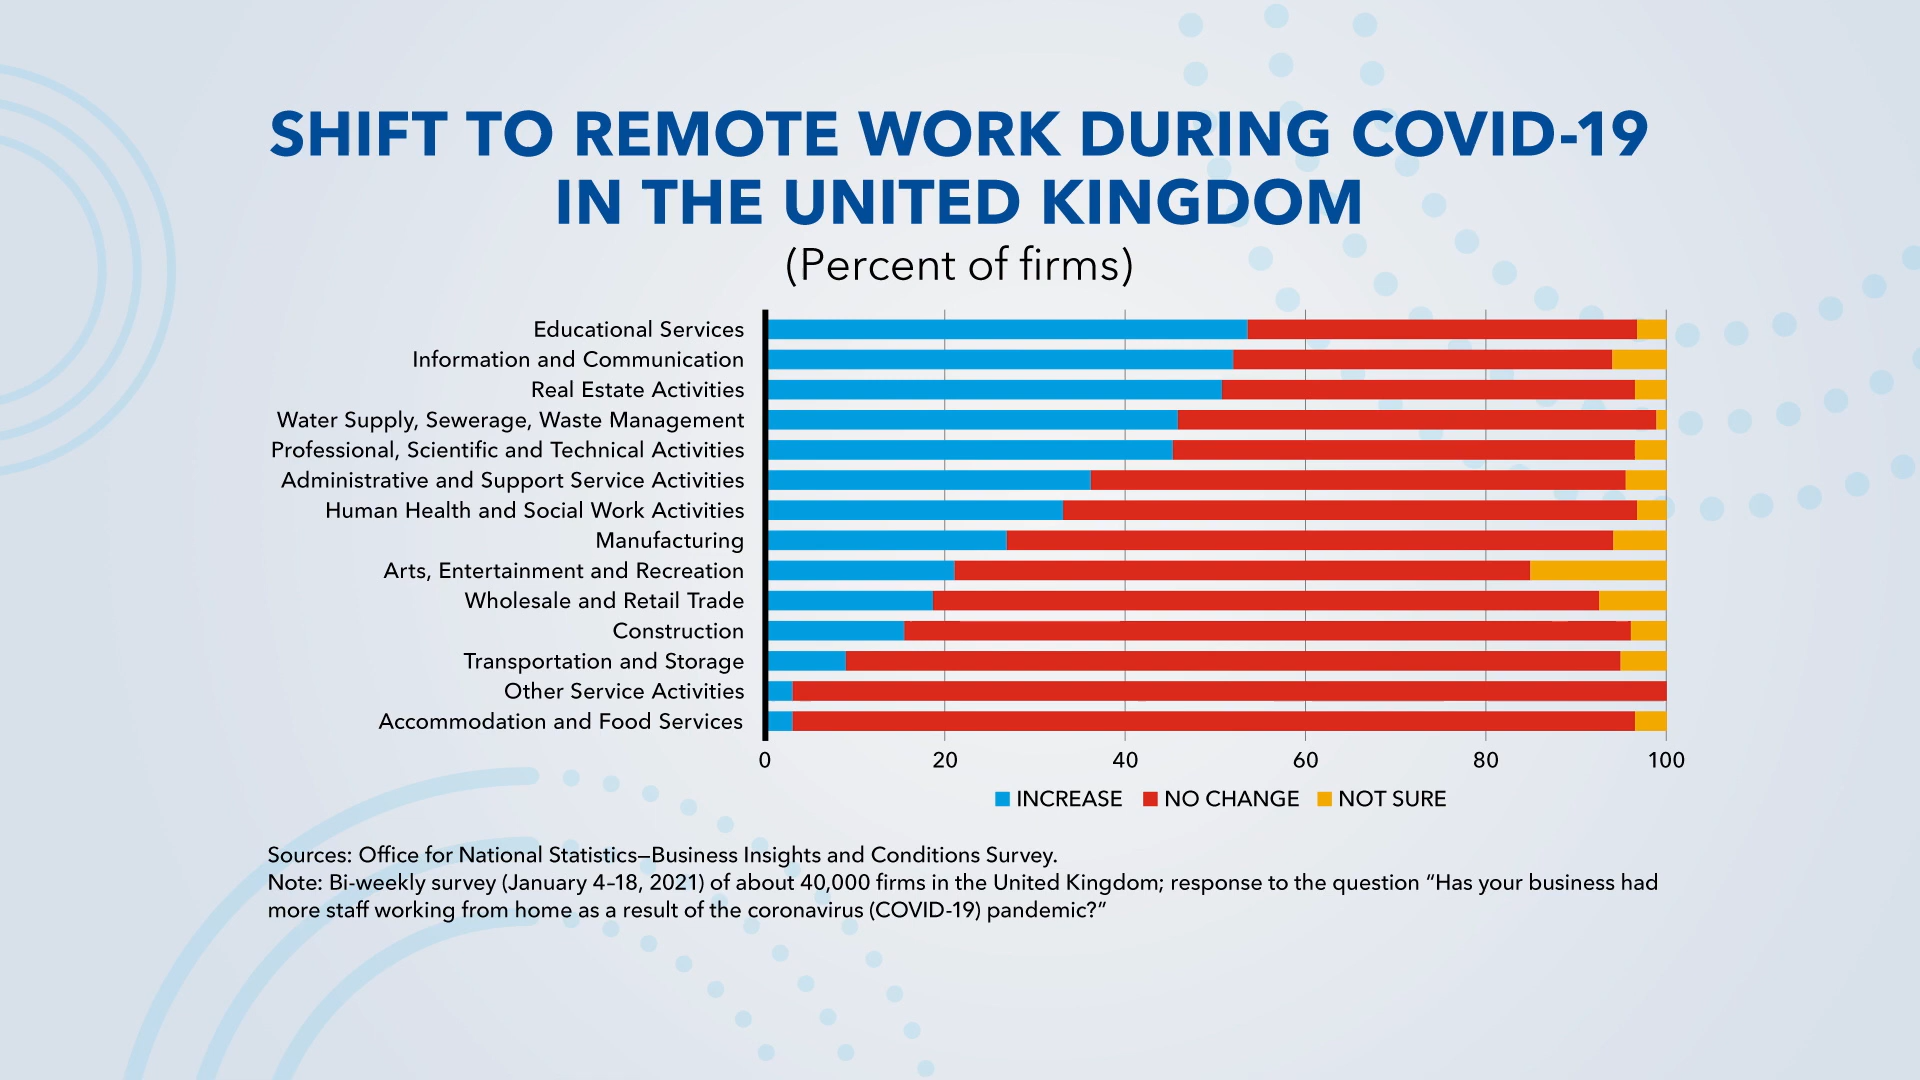 SHIFT TO REMOTE WORK DURING COVID-19
IN THE UNITED KINGDOM
(Percent of firms)
Educational Services
Information and Communication
Real Estate Activities
Water Supply, Sewerage, Waste Management
Professional, Scientific and Technical Activities
Administrative and Support Service Activities
Human Health and Social Work Activities
Manufacturing
Arts, Entertainment and Recreation
Wholesale and Retail Trade
Construction
Transportation and Storage
Other Service Activities
Accommodation and Food Services
0 20 40 60 80 100
INCREASE NO CHANGE NOT SURE
Sources: Office for National Statistics—Business Insights and Conditions Survey.
Note: Bi-weekly survey (January 4–18, 2021) of about 40,000 firms in the United Kingdom; response to the question “Has your business had
more staff working from home as a result of the coronavirus (COVID-19) pandemic?”